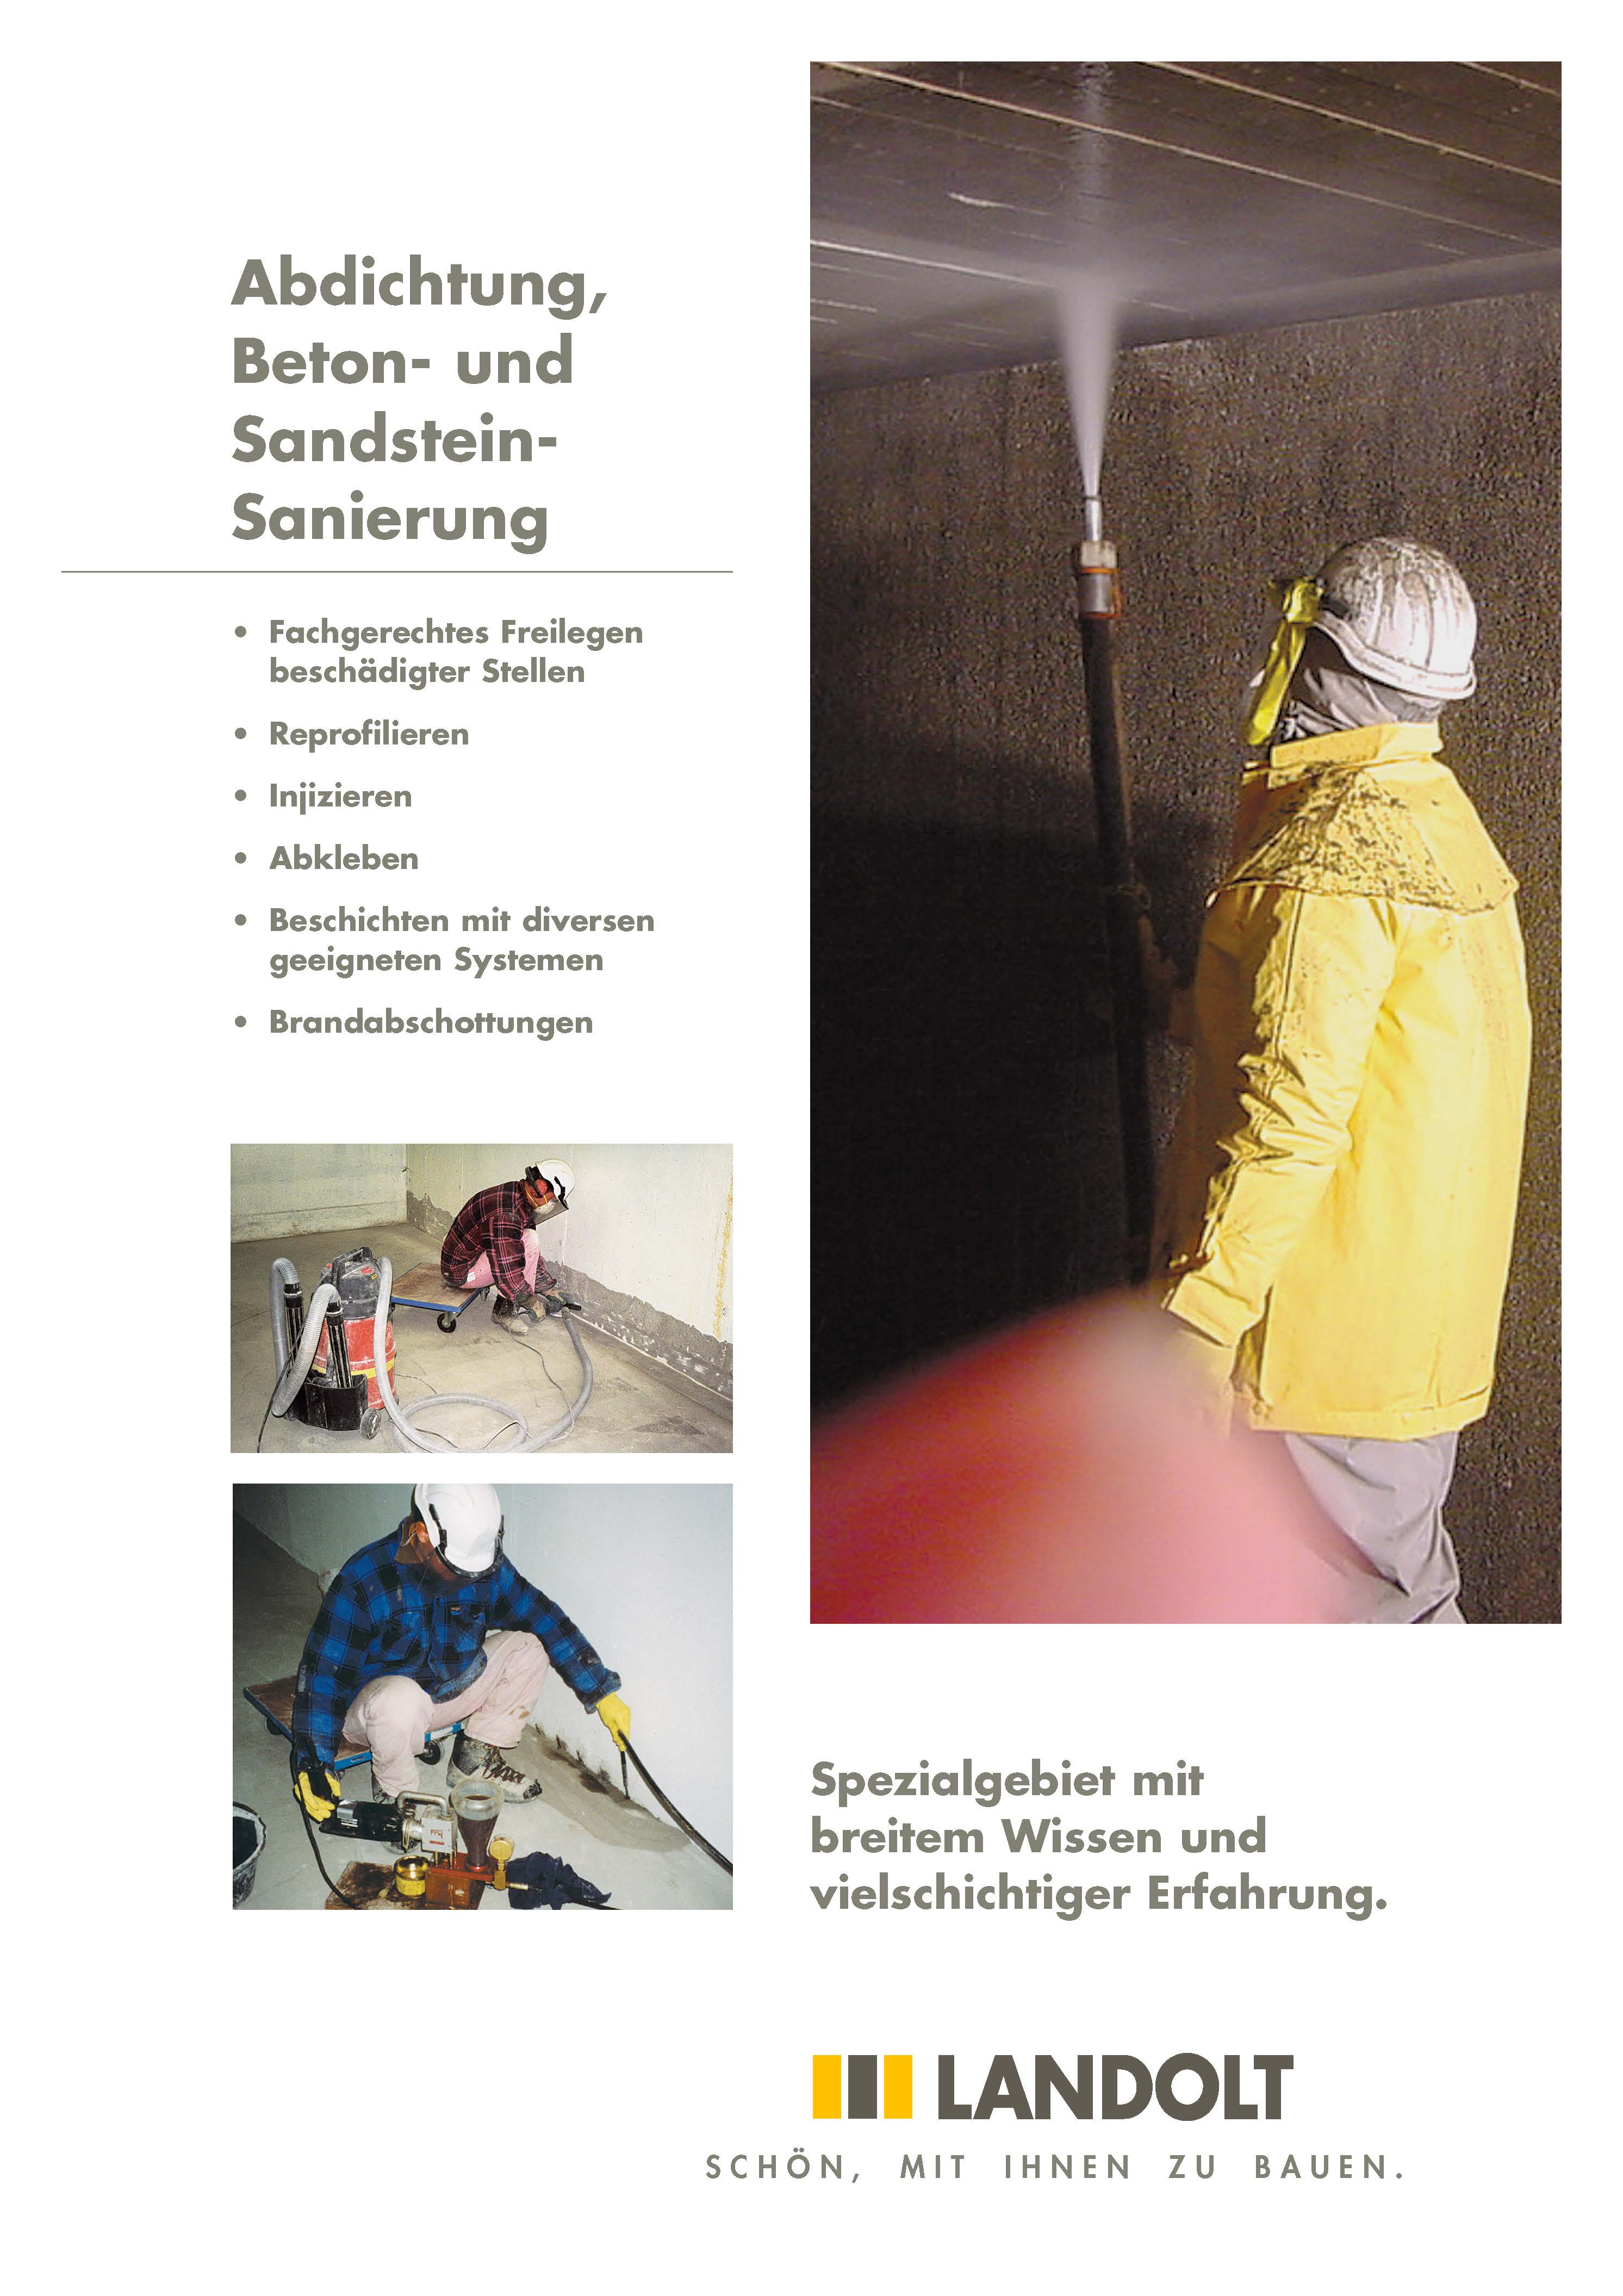 Abdichtung,
Beton- und
Sandstein-
Sanierung
• Fachgerechtes Freilegen
beschädigter Stellen
• Reprofilieren
• Injizieren
• Abkleben
• Beschichten mit diversen
geeigneten Systemen
• Brandabschottungen
Spezialgebiet mit
breitem Wissen und
vielschichtiger Erfahrung.
LANDOLT
SCHÖN, MIT IHNEN ZU BAUEN.